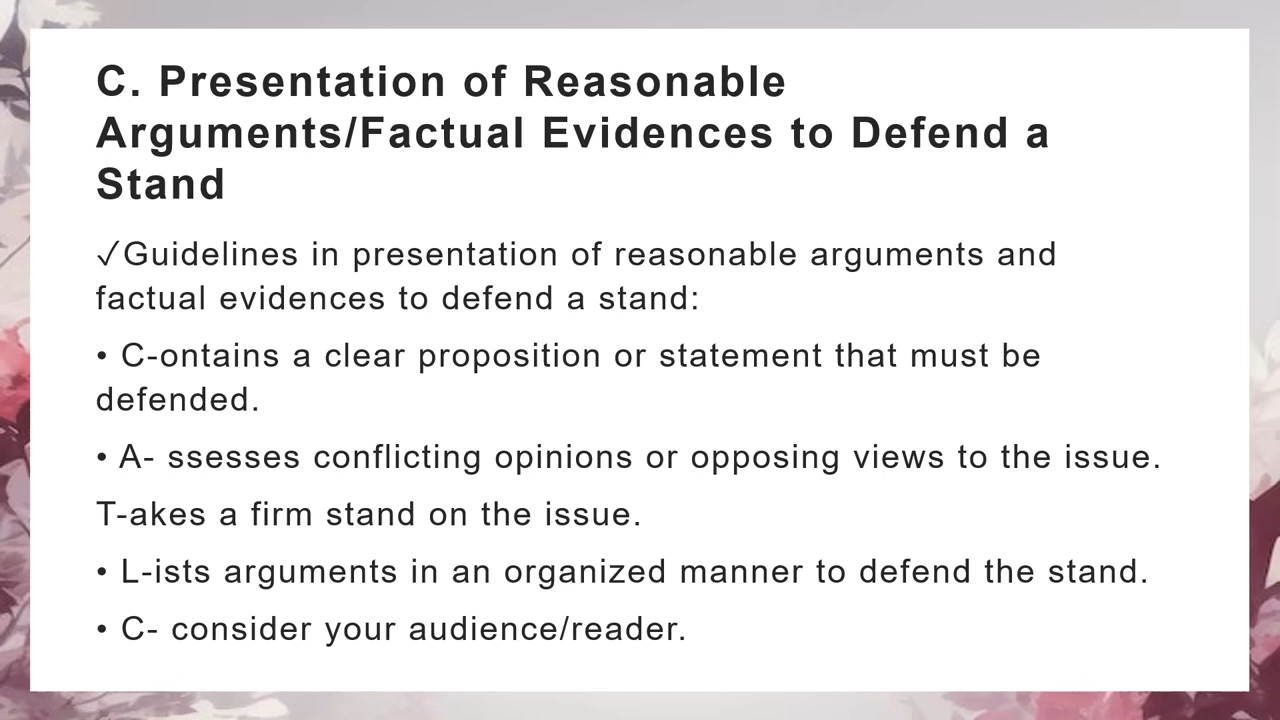 C. Presentation of Reasonable
Arguments/Factual Evidences to Defend a
Stand
✓Guidelines in presentation of reasonable arguments and
factual evidences to defend a stand:
• C-ontains a clear proposition or statement that must be
defended.
• A- ssesses conflicting opinions or opposing views to the issue.
T-akes a firm stand on the issue.
• L-ists arguments in an organized manner to defend the stand.
• C- consider your audience/reader.